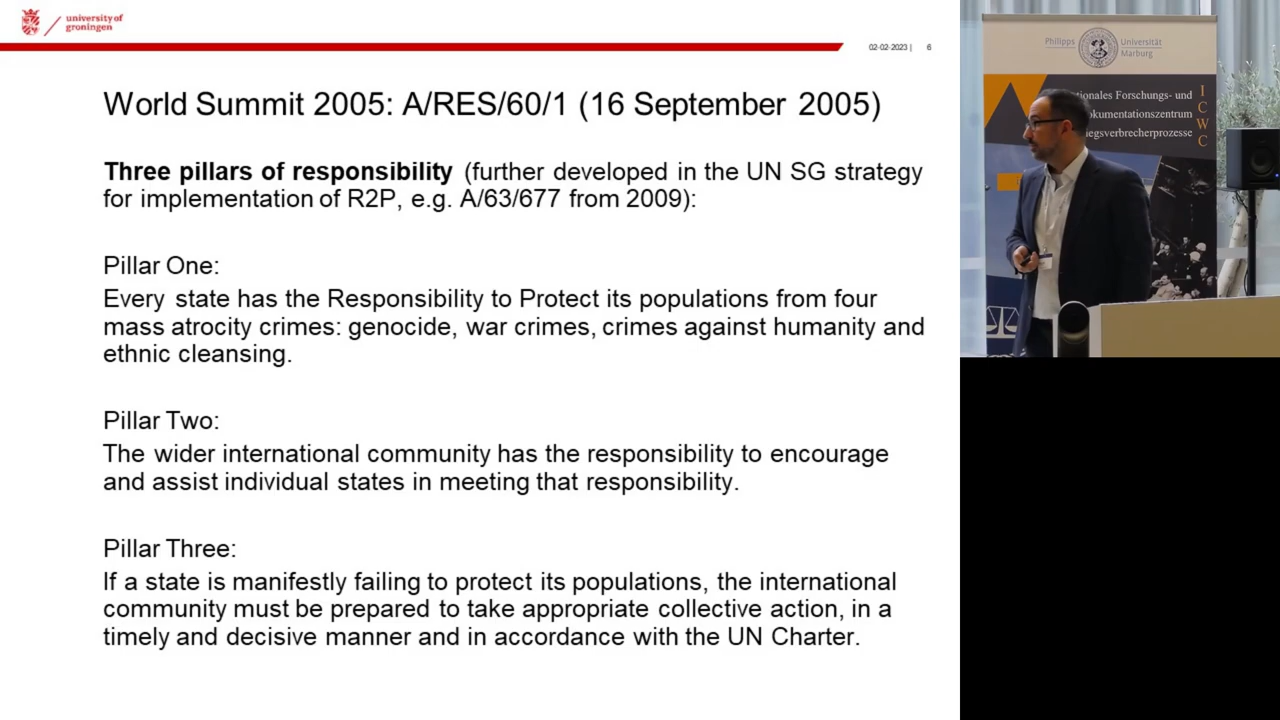 university of
groningen
02-02-2023 | 6
World Summit 2005: A/RES/60/1 (16 September 2005)
Three pillars of responsibility (further developed in the UN SG strategy
for implementation of R2P, e.g. A/63/677 from 2009):
Pillar One:
Every state has the Responsibility to Protect its populations from four
mass atrocity crimes: genocide, war crimes, crimes against humanity and
ethnic cleansing.
Pillar Two:
The wider international community has the responsibility to encourage
and assist individual states in meeting that responsibility.
Pillar Three:
If a state is manifestly failing to protect its populations, the international
community must be prepared to take appropriate collective action, in a
timely and decisive manner and in accordance with the UN Charter.
Philipps Universität
Marburg
Forschungs- und
ICWC